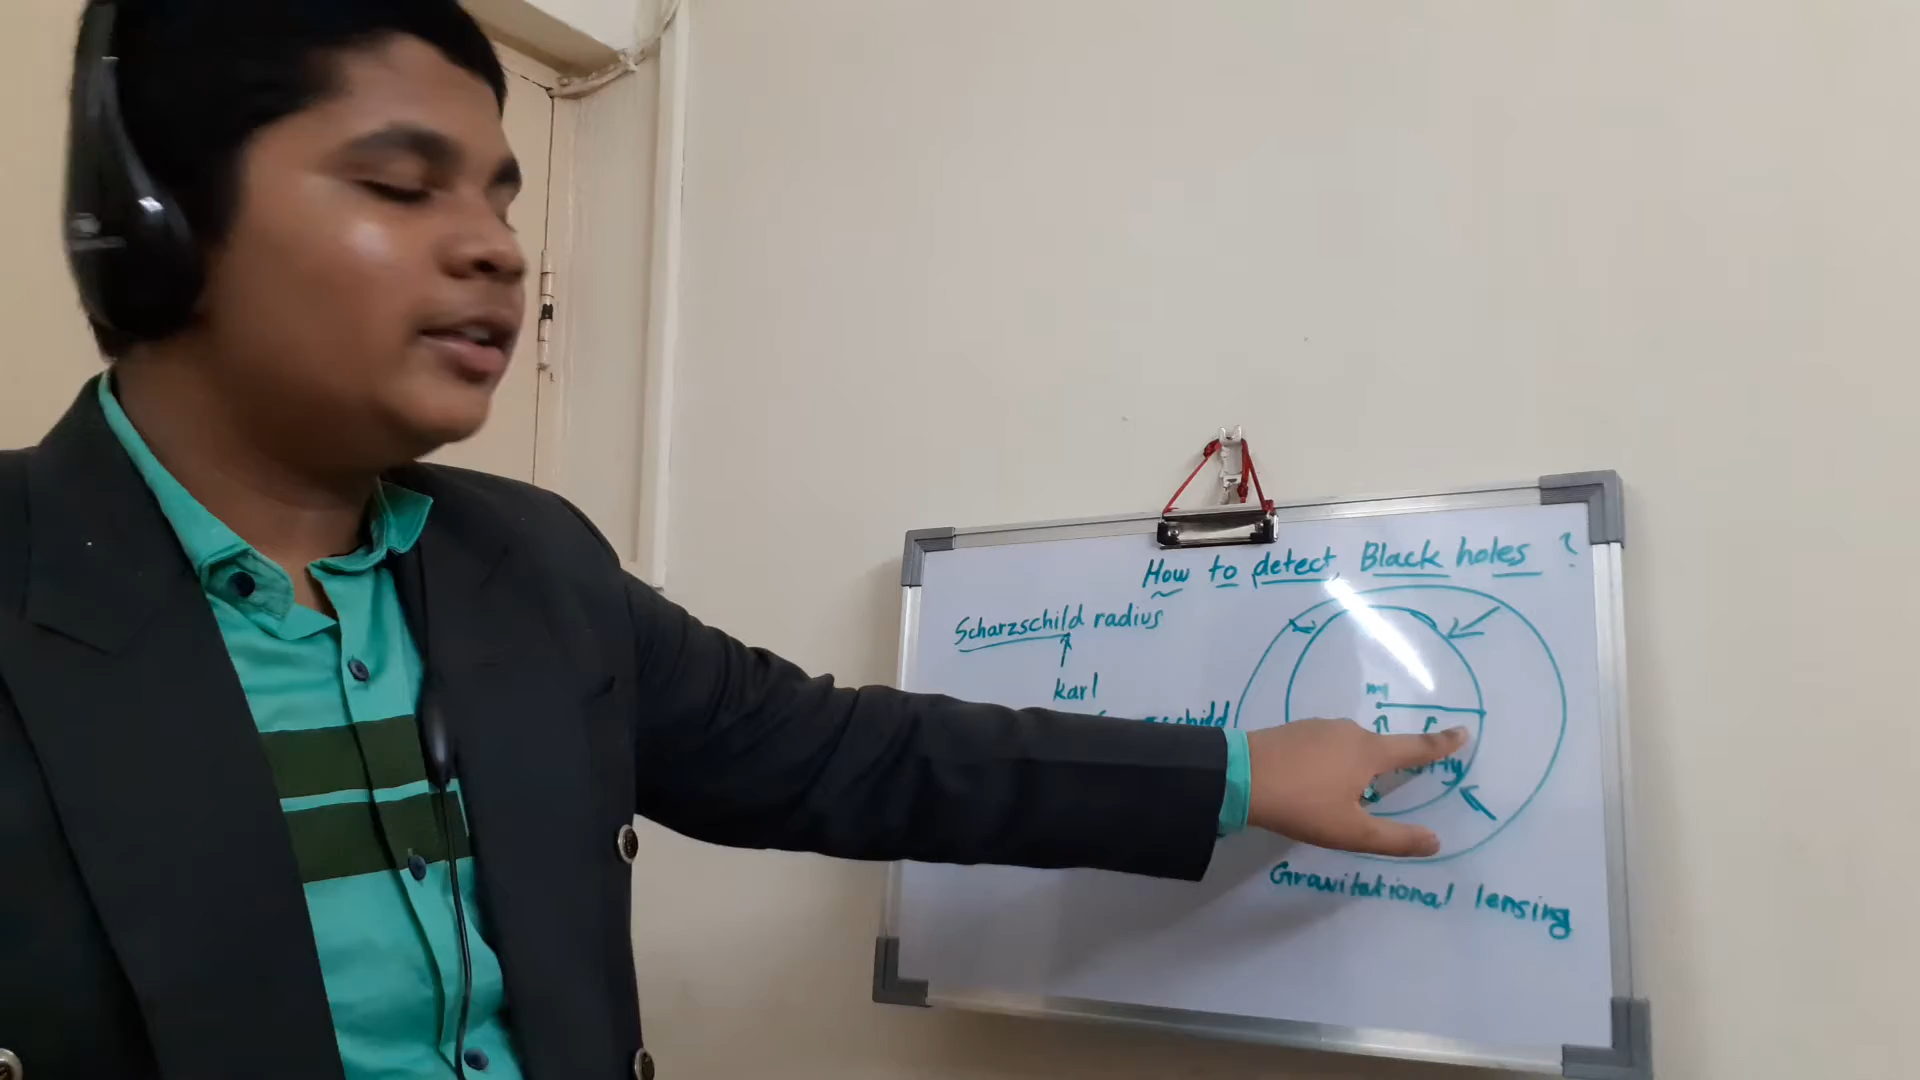 How to detect Black holes ?
Scharzschild radius
karl
Gravitational lensing